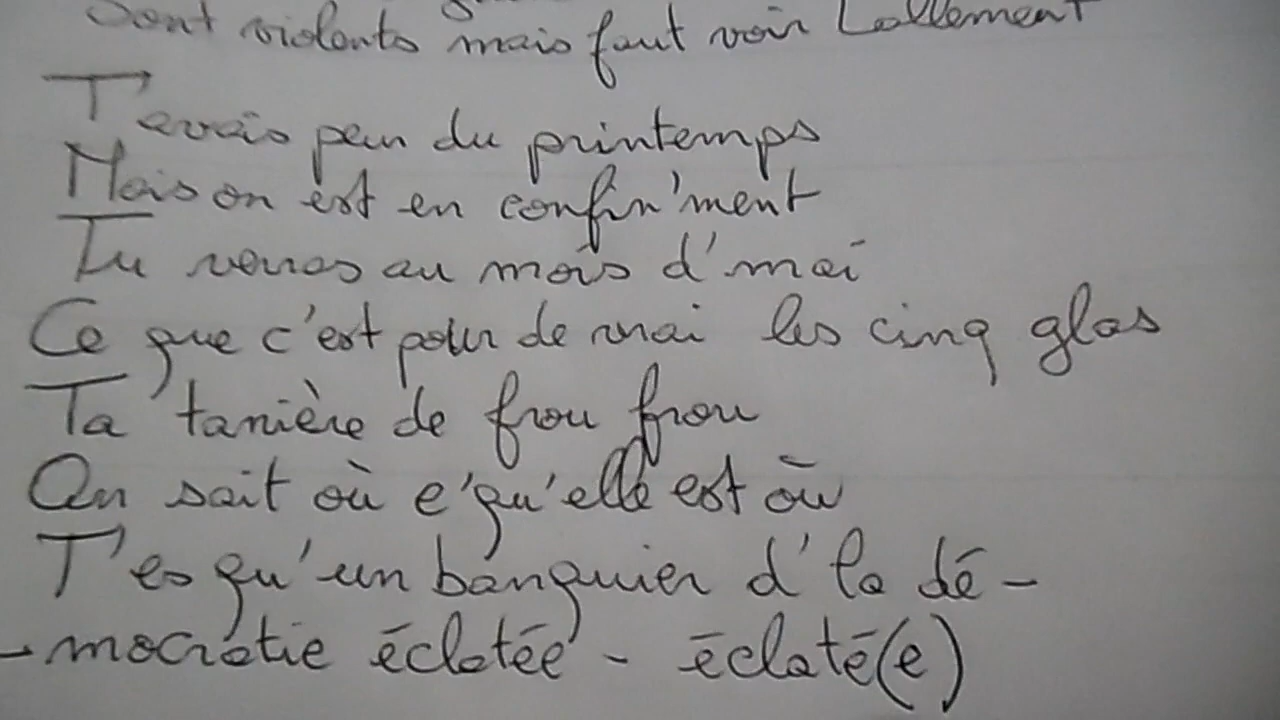 Sont violents mais faut voir Lallement
T'avais peur du printemps
Mais on est en confin'ment
Tu verras au mois d'mai
Ce que c'est pour de vrai les cinq glas
Ta tanière de frou frou
On sait où e'qu'elle est où
T'es qu'un banquier d'la dé-
-mocratie éclatée - éclaté(e)